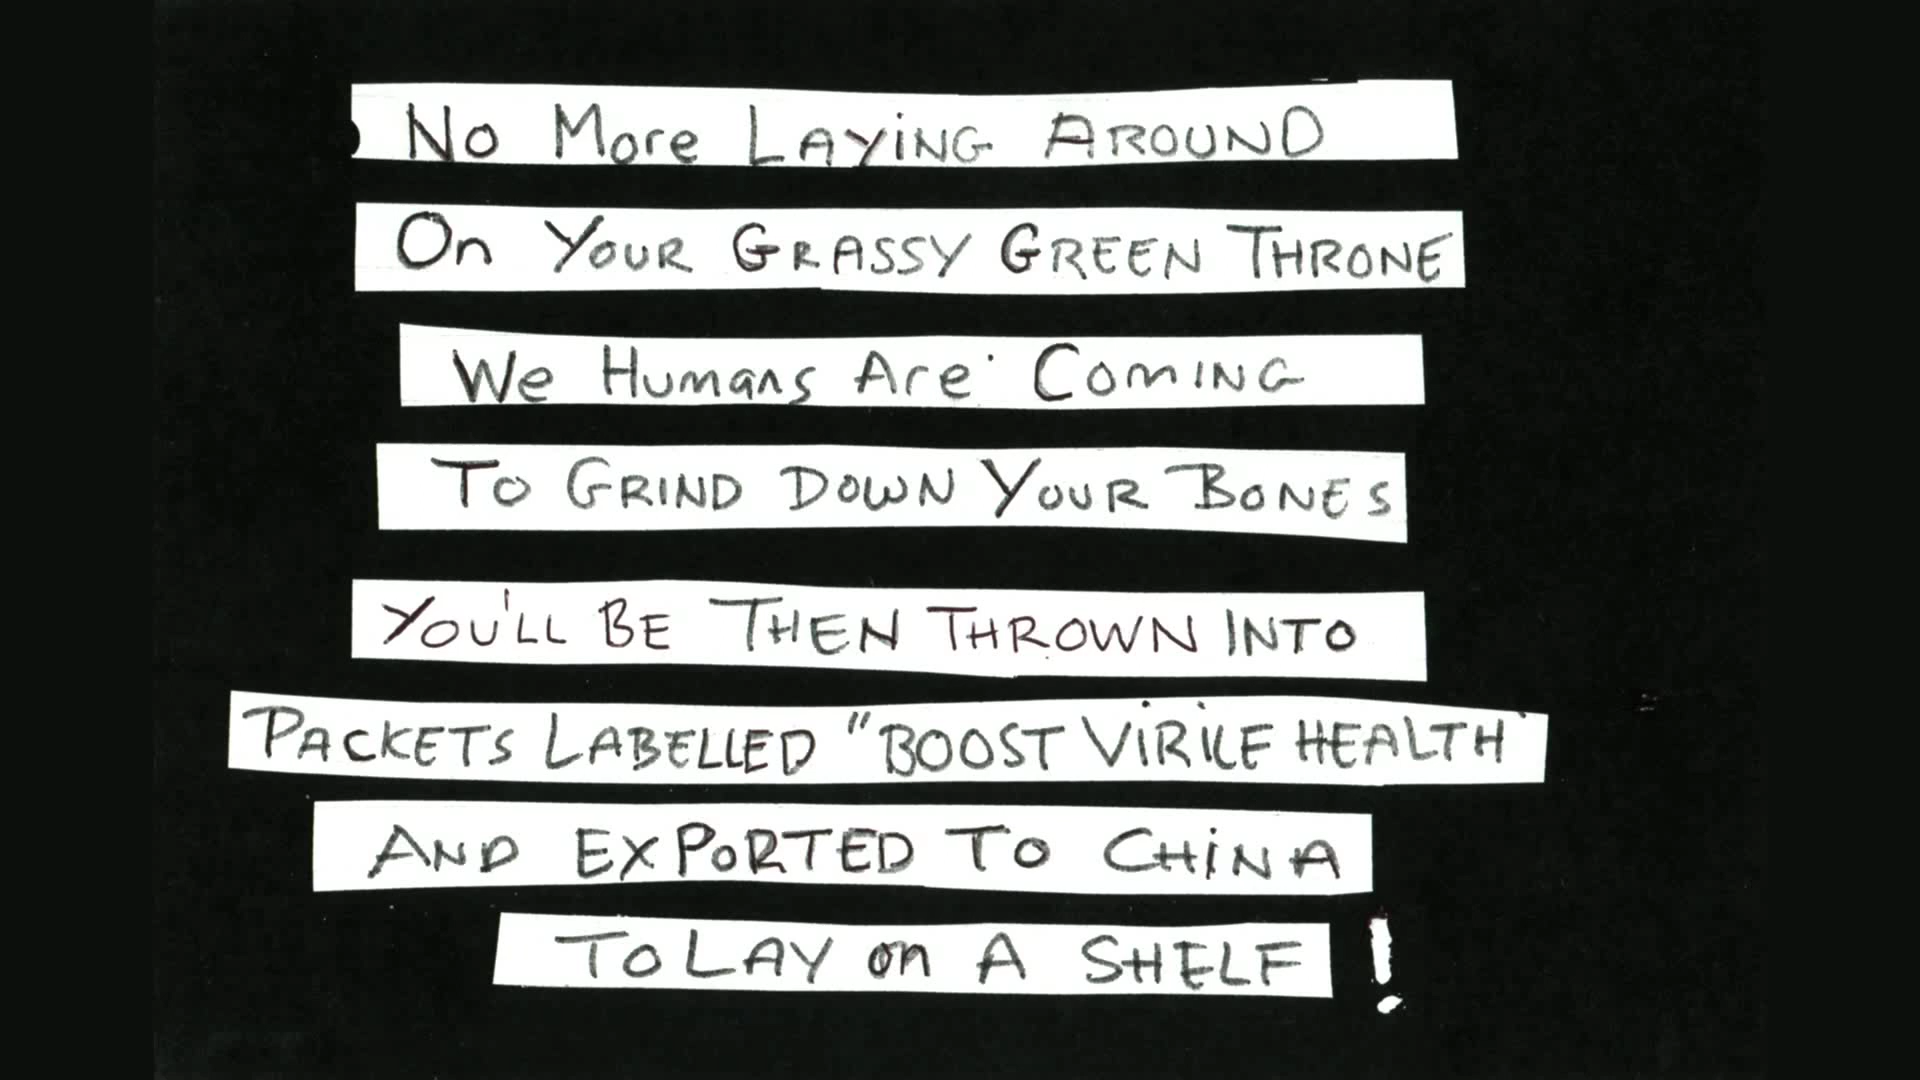 No More Laying Around
On Your Grassy Green Throne
We Humans Are Coming
To Grind Down Your Bones
You'll Be Then Thrown Into
Packets Labelled "Boost Virile Health
And Exported To China
To Lay on A Shelf!